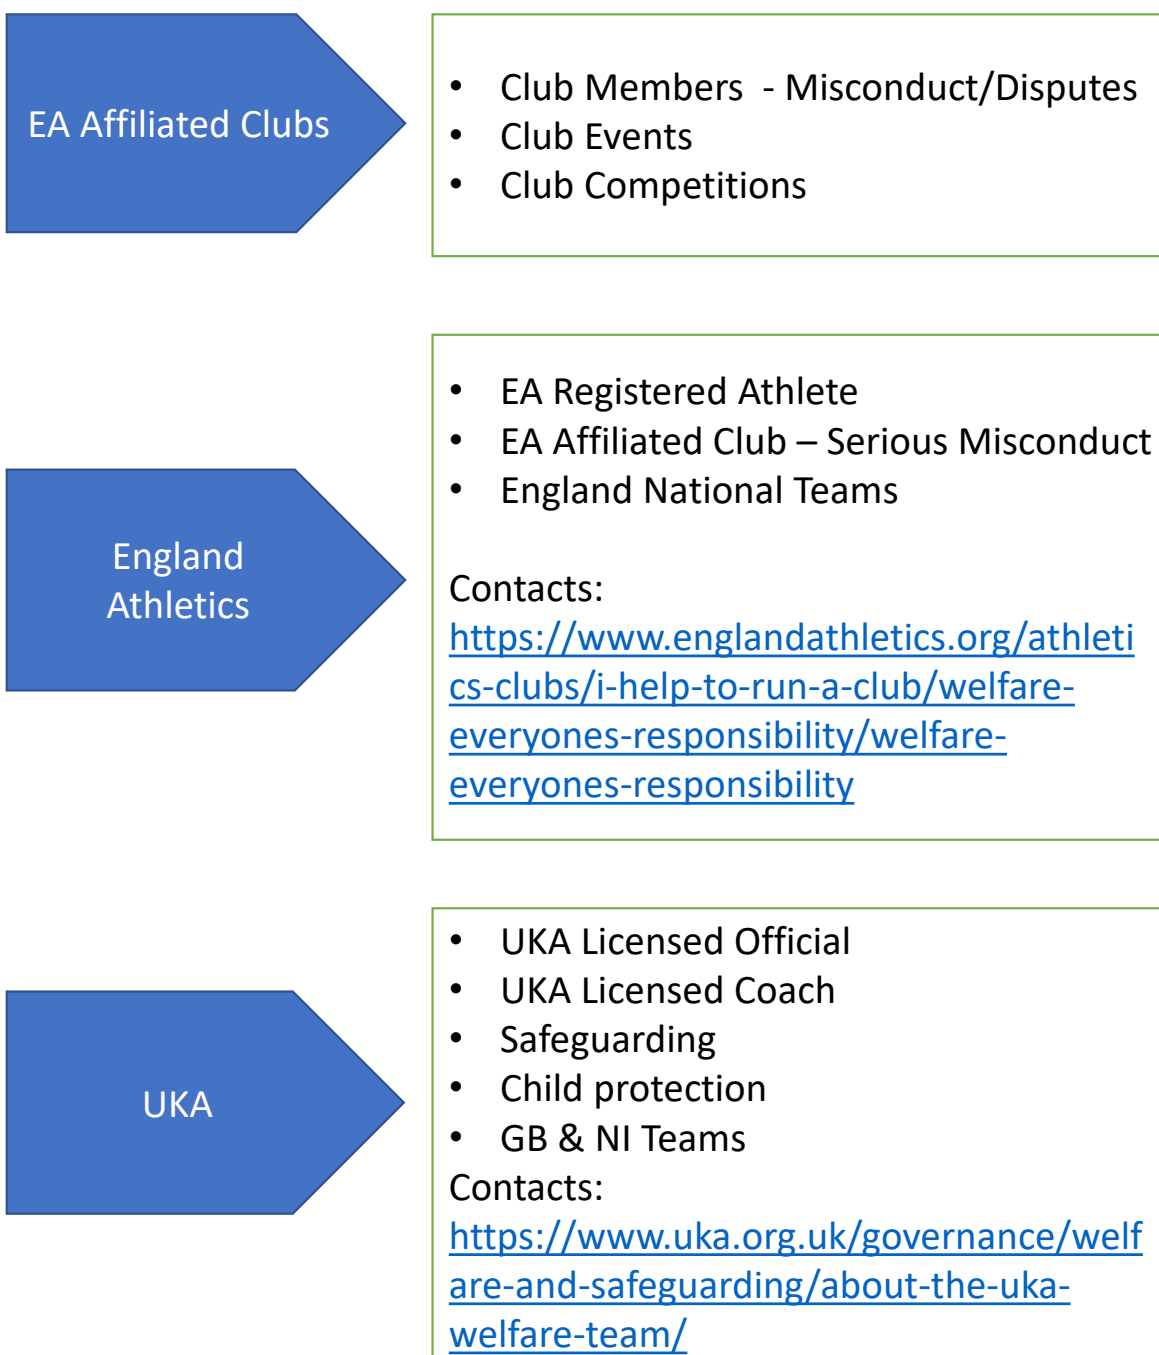 EA Affiliated Clubs
• Club Members - Misconduct/Disputes
• Club Events
• Club Competitions
England
Athletics
• EA Registered Athlete
• EA Affiliated Club – Serious Misconduct
• England National Teams
Contacts:
https://www.englandathletics.org/athleti
cs-clubs/i-help-to-run-a-club/welfare-
everyones-responsibility/welfare-
everyones-responsibility
UKA
• UKA Licensed Official
• UKA Licensed Coach
• Safeguarding
• Child protection
• GB & NI Teams
Contacts:
https://www.uka.org.uk/governance/welf
are-and-safeguarding/about-the-uka-
welfare-team/